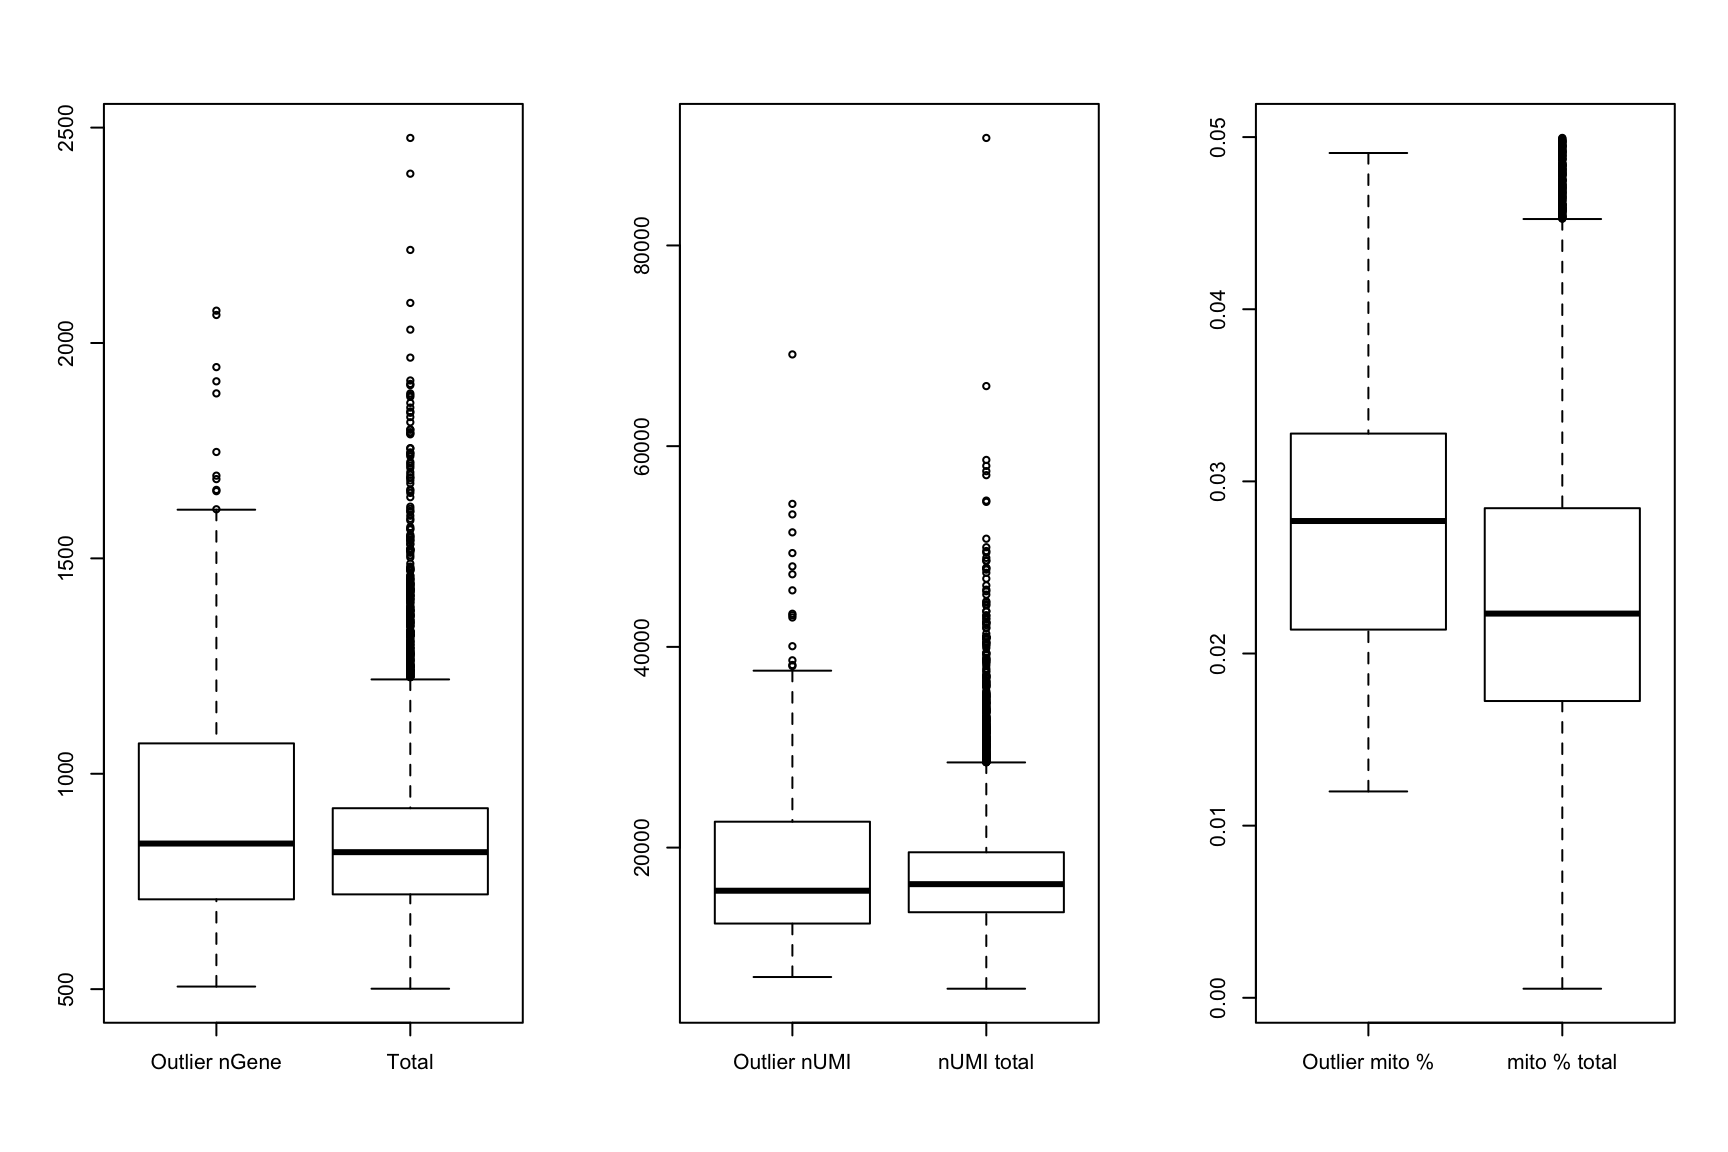 2500
2000
1500
1000
500
Outlier nGene
Total
80000
60000
40000
20000
Outlier nUMI
nUMI total
0.05
0.04
0.03
0.02
0.01
0.00
Outlier mito %
mito % total